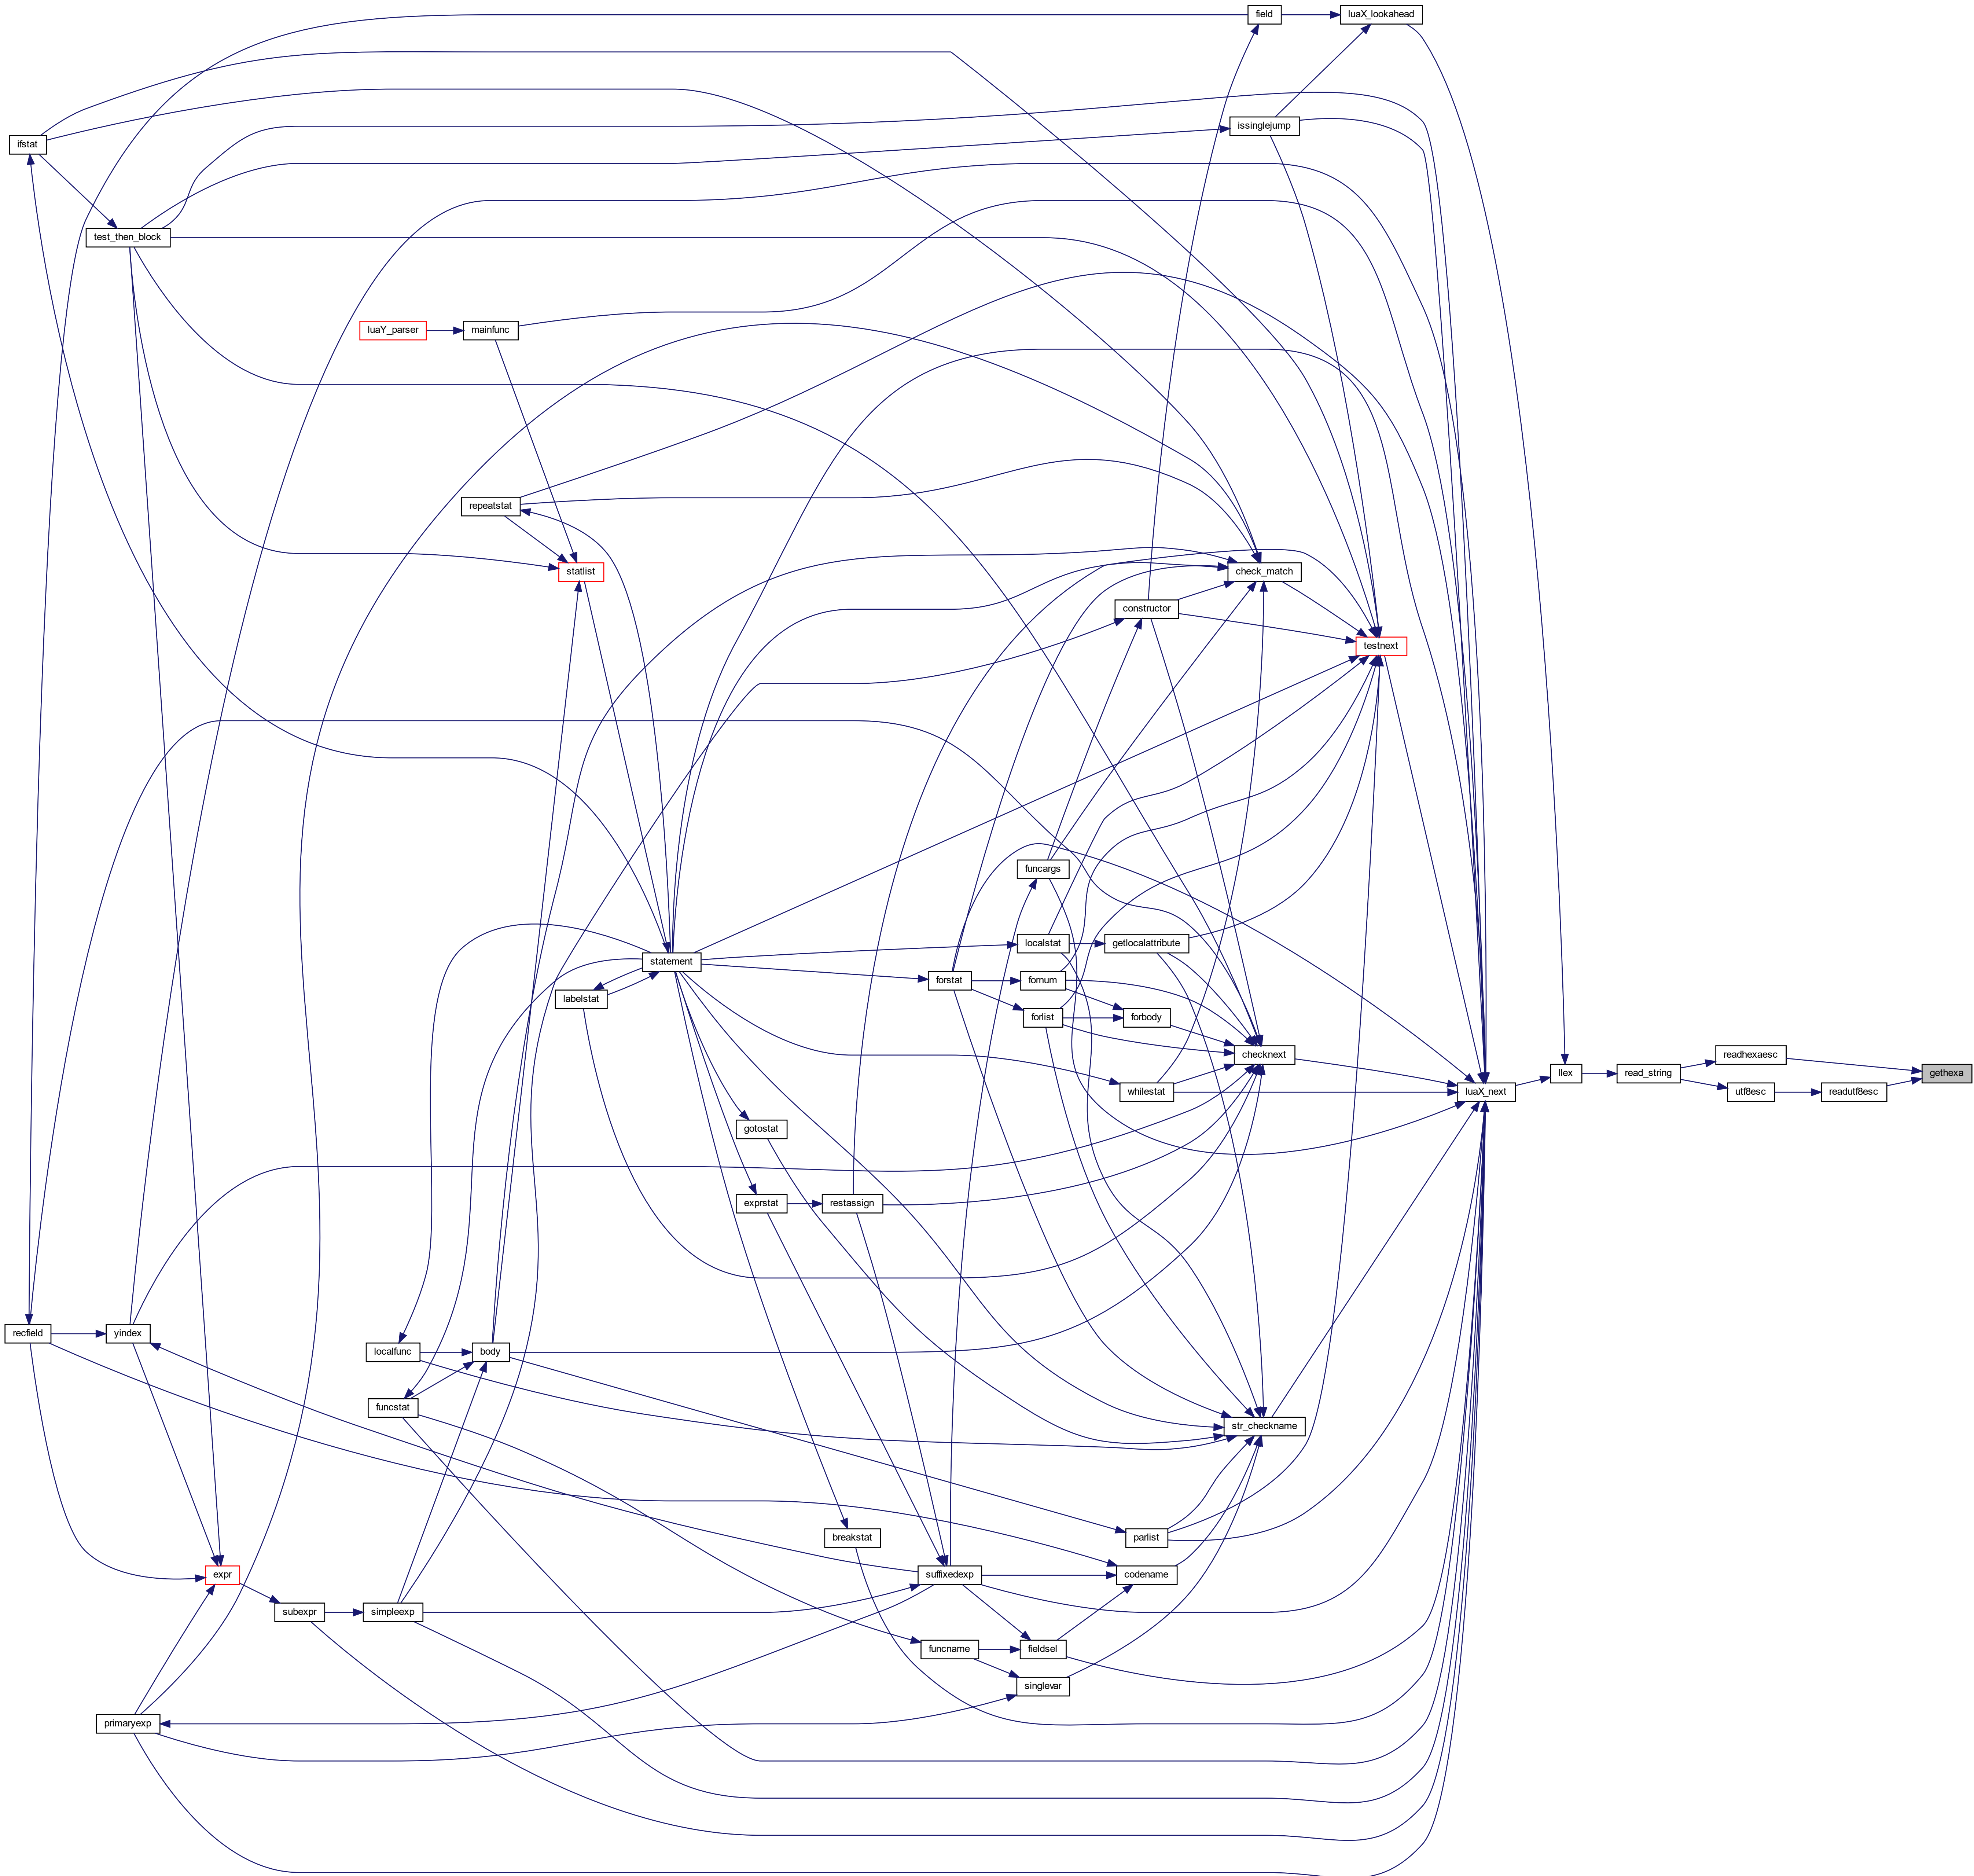 field
luaX_lookahead
issinglejump
ifstat
test_then_block
luaY_parser
mainfunc
repeatstat
statlist
check_match
constructor
testnext
funcargs
localstat
getlocalattribute
statement
forstat
fornum
labelstat
forlist
forbody
checknext
readhexaesc
llex
read_string
gethexa
whilestat
luaX_next
utf8esc
readutf8esc
gotostat
exprstat
restassign
recfield
yindex
localfunc
body
funcstat
str_checkname
breakstat
parlist
expr
suffixedexp
codename
subexpr
simpleexp
funcname
fieldsel
singlevar
primaryexp